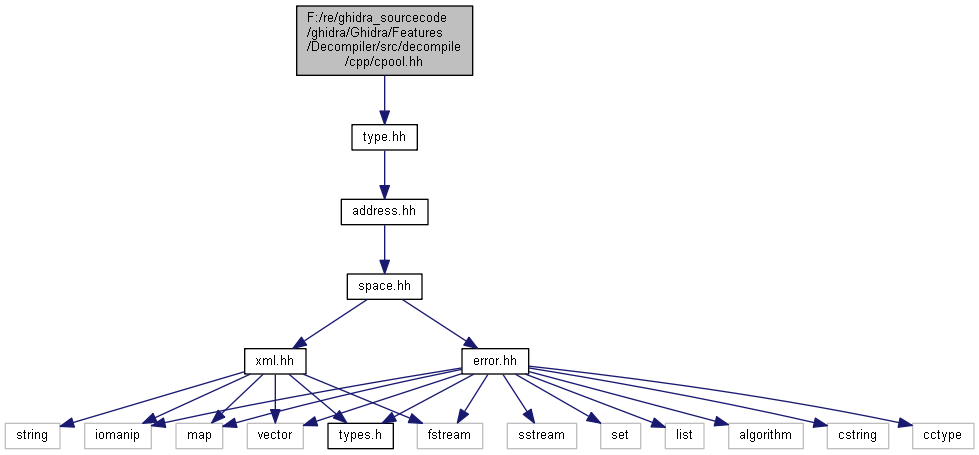 F:/re/ghidra_sourcecode
/ghidra/Ghidra/Features
/Decompiler/src/decompile
/cpp/cpool.hh
type.hh
address.hh
space.hh
xml.hh
error.hh
string
iomanip
map
vector
types.h
fstream
sstream
set
list
algorithm
cstring
cctype